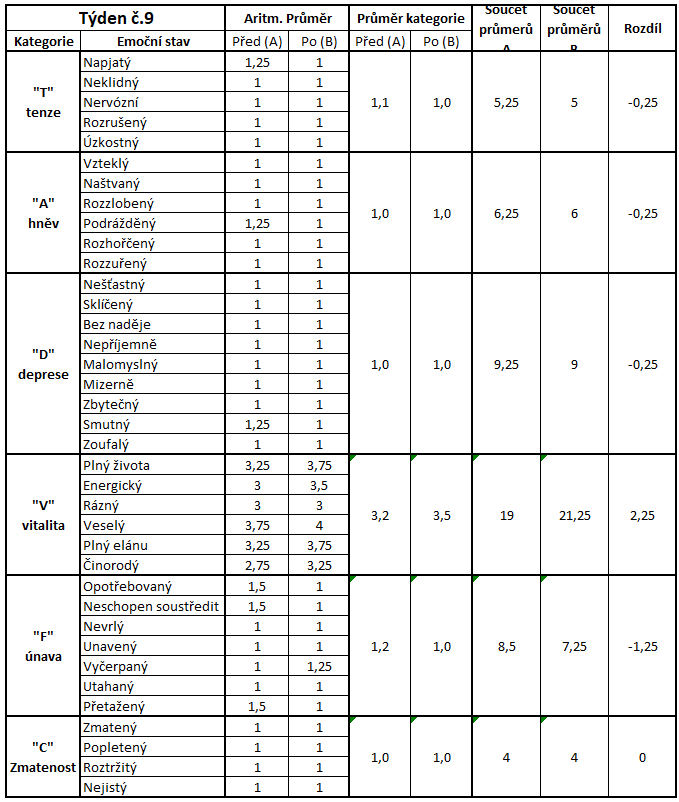 Týden č.9 Aritm. Průměr Průměr kategorie Součet průměrů A Součet průměrů B Rozdíl
Kategorie Emoční stav Před (A) Po (B) Před (A) Po (B)
"T" tenze 1,1 1,0 5,25 5 -0,25
Napjatý 1,25 1
Neklidný 1 1
Nervózní 1 1
Rozrušený 1 1
Úzkostný 1 1
"A" hněv 1,0 1,0 6,25 6 -0,25
Vzteklý 1 1
Naštvaný 1 1
Rozzlobený 1 1
Podrážděný 1,25 1
Rozhořčený 1 1
Rozzuřený 1 1
"D" deprese 1,0 1,0 9,25 9 -0,25
Nešťastný 1 1
Sklíčený 1 1
Bez naděje 1 1
Nepříjemně 1 1
Malomyslný 1 1
Mizerně 1 1
Zbytečný 1 1
Smutný 1,25 1
Zoufalý 1 1
"V" vitalita 3,2 3,5 19 21,25 2,25
Plný života 3,25 3,75
Energický 3 3,5
Rázný 3 3
Veselý 3,75 4
Plný elánu 3,25 3,75
Činorodý 2,75 3,25
"F" únava 1,2 1,0 8,5 7,25 -1,25
Opotřebovaný 1,5 1
Neschopen soustředit 1,5 1
Nevrlý 1 1
Unavený 1 1
Vyčerpaný 1 1,25
Utahaný 1 1
Přetažený 1,5 1
"C" Zmatenost 1,0 1,0 4 4 0
Zmatený 1 1
Popletený 1 1
Roztržitý 1 1
Nejistý 1 1